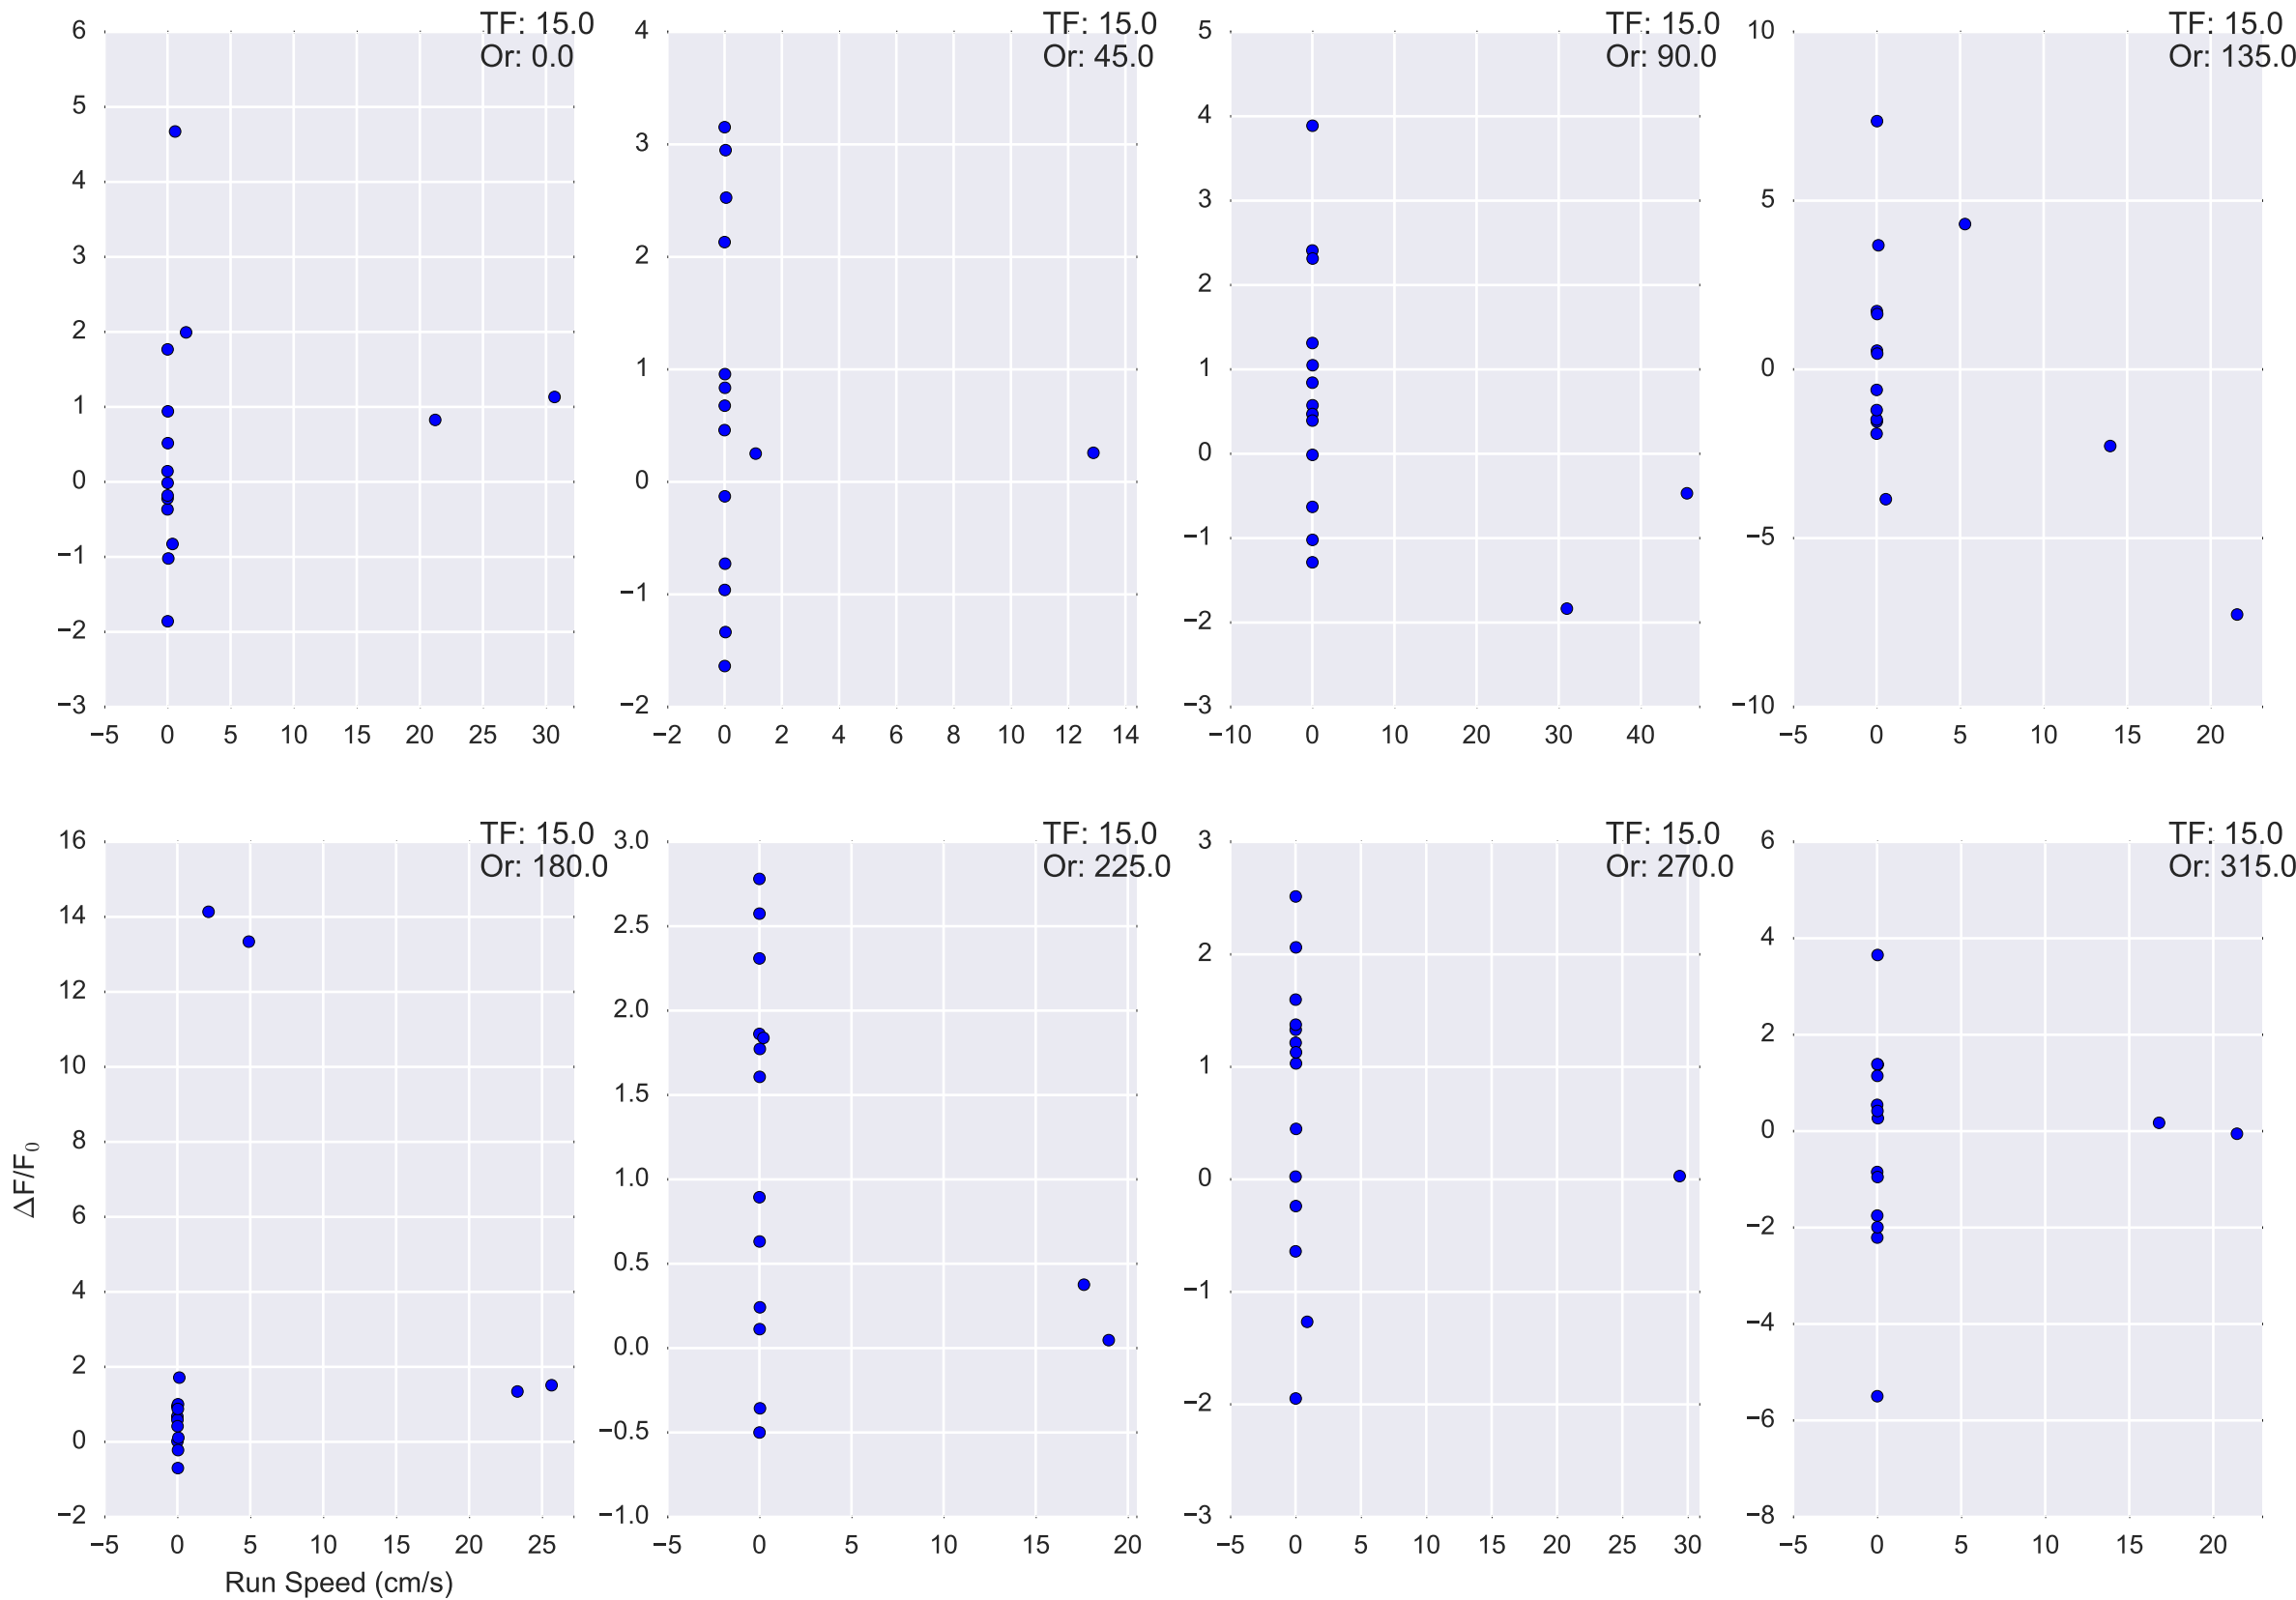 TF: 15.0
Or: 0.0
6
5
4
3
2
1
0
−1
−2
−3
−5 0 5 10 15 20 25 30
TF: 15.0
Or: 45.0
4
3
2
1
0
−1
−2
−2 0 2 4 6 8 10 12 14
TF: 15.0
Or: 90.0
5
4
3
2
1
0
−1
−2
−3
−10 0 10 20 30 40
TF: 15.0
Or: 135.0
10
5
0
−5
−10
−5 0 5 10 15 20
TF: 15.0
Or: 180.0
16
14
12
10
8
6
4
2
0
−2
−5 0 5 10 15 20 25
ΔF/F₀
Run Speed (cm/s)
TF: 15.0
Or: 225.0
3.0
2.5
2.0
1.5
1.0
0.5
0.0
−0.5
−1.0
−5 0 5 10 15 20
TF: 15.0
Or: 270.0
3
2
1
0
−1
−2
−3
−5 0 5 10 15 20 25 30
TF: 15.0
Or: 315.0
6
4
2
0
−2
−4
−6
−8
−5 0 5 10 15 20